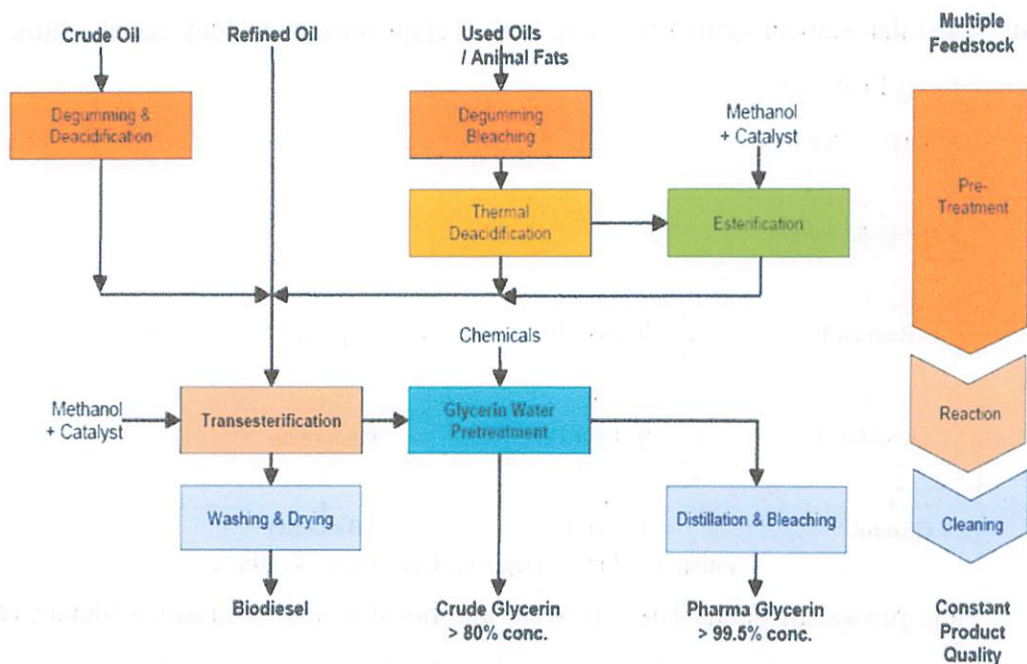 Crude Oil
Refined Oil
Used Oils
/ Animal Fats
Multiple
Feedstock
Degumming &
Deacidification
Degumming
Bleaching
Methanol
+ Catalyst
Pre-
Treatment
Thermal
Deacidification
Esterification
Chemicals
Methanol
+ Catalyst
Transesterification
Glycerin Water
Pretreatment
Reaction
Washing & Drying
Distillation & Bleaching
Cleaning
Biodiesel
Crude Glycerin
> 80% conc.
Pharma Glycerin
> 99.5% conc.
Constant
Product
Quality